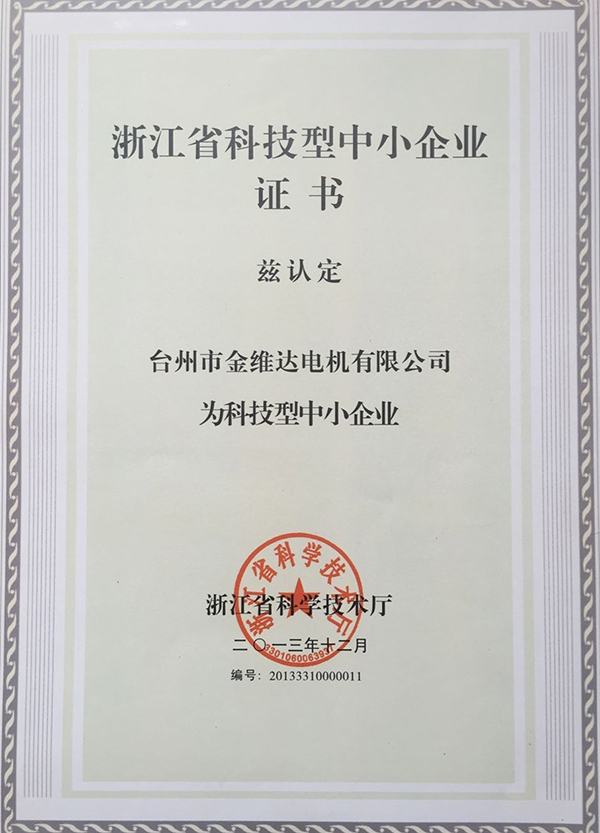 浙江省科技型中小企业
证书
兹认定
台州市金维达电机有限公司
为科技型中小企业
浙江省科学技术厅
浙江省科学技术厅
二〇一三年十二月
编号：20133310000011